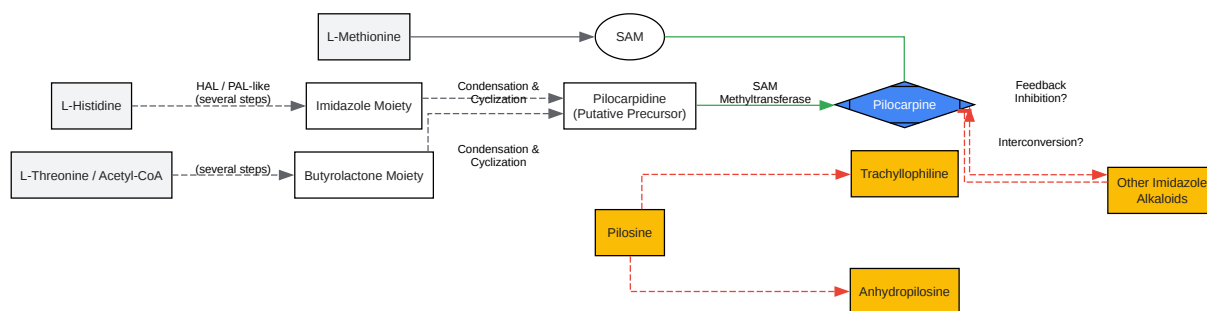 L-Methionine
SAM
HAL / PAL-like
(several steps)
Condensation &
Cyclization
L-Histidine
Imidazole Moiety
Pilocarpidine
(Putative Precursor)
SAM
Methyltransferase
Pilocarpine
Feedback
Inhibition?
Condensation &
Cyclization
Interconversion?
L-Threonine / Acetyl-CoA
(several steps)
Butyrolactone Moiety
Trachyllophiline
Other Imidazole
Alkaloids
Pilosine
Anhydropilosine